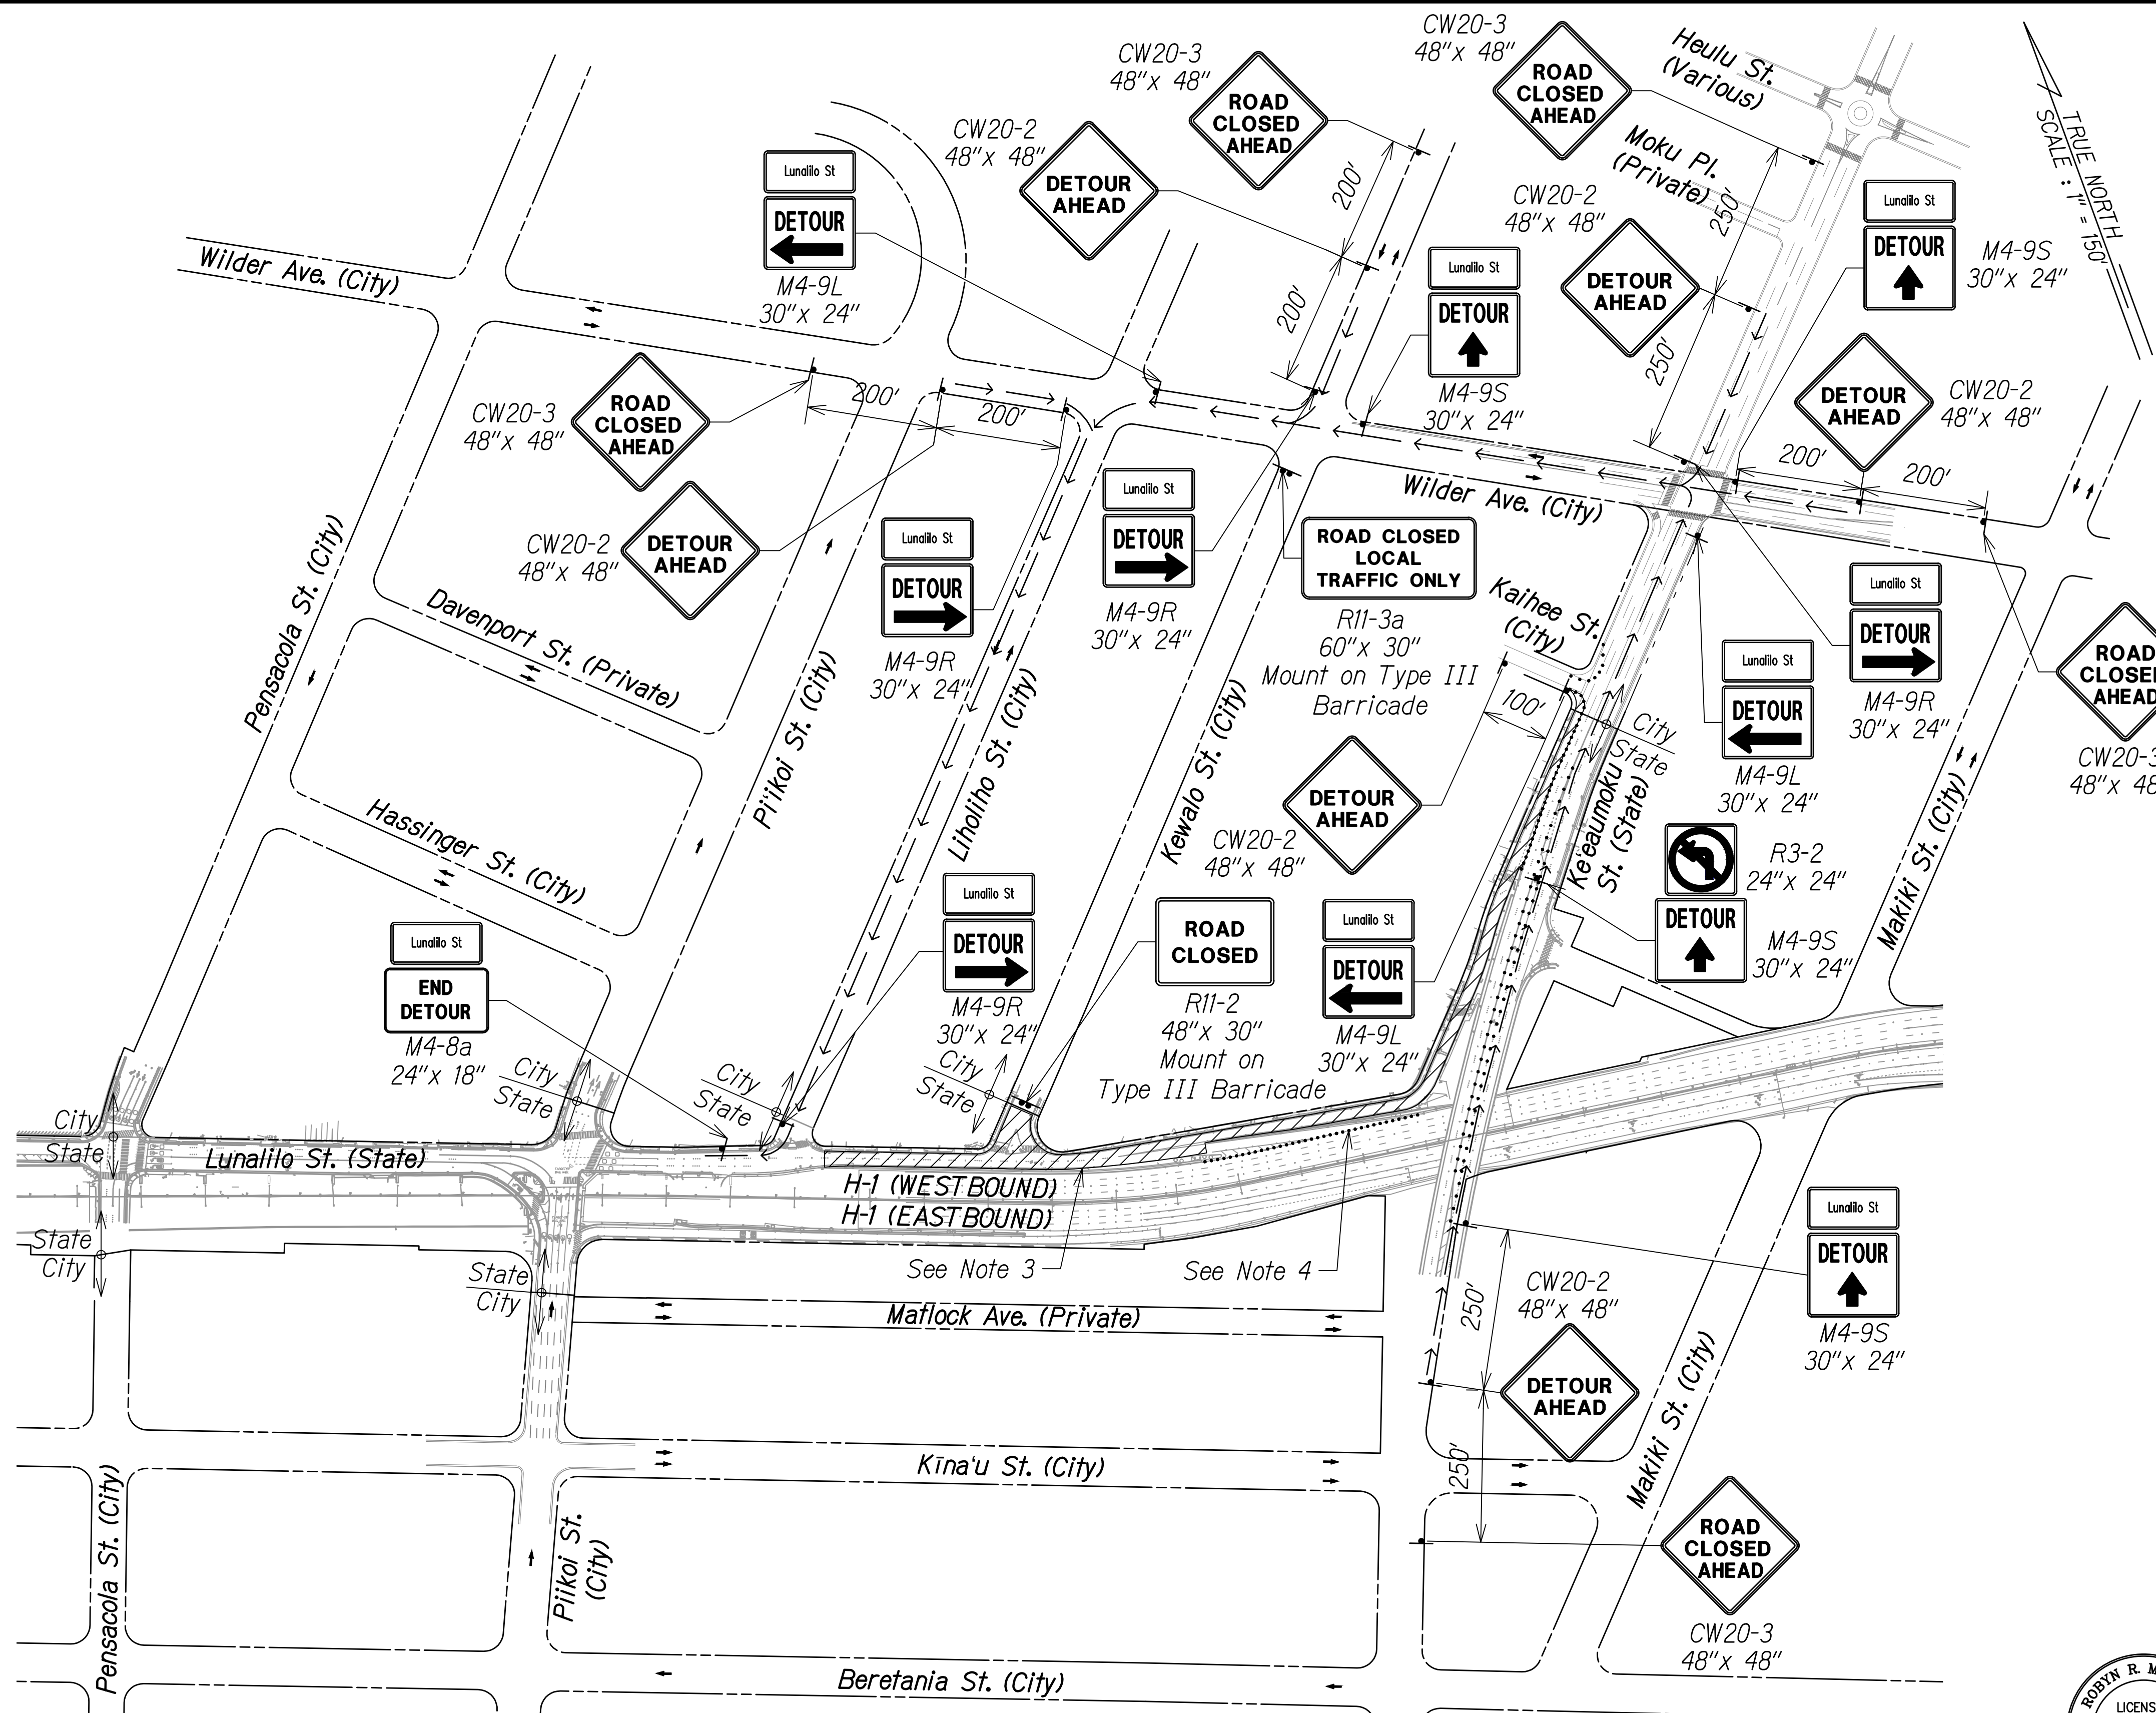 CW20-3
48"x 48"
ROAD
CLOSED
AHEAD
Heulu St.
(Various)
CW20-3
48"x 48"
ROAD
CLOSED
AHEAD
TRUE NORTH
SCALE : 1" = 150'
CW20-2
48"x 48"
DETOUR
AHEAD
Moku Pl.
(Private)
Lunalilo St
DETOUR
M4-9L
30"x 24"
200'
200'
CW20-2
48"x 48"
DETOUR
AHEAD
250'
250'
Lunalilo St
DETOUR
M4-9S
30"x 24"
Lunalilo St
DETOUR
M4-9S
30"x 24"
Wilder Ave. (City)
DETOUR
AHEAD
CW20-2
48"x 48"
200'
200'
CW20-3
48"x 48"
ROAD
CLOSED
AHEAD
200'
200'
CW20-2
48"x 48"
DETOUR
AHEAD
Lunalilo St
DETOUR
M4-9R
30"x 24"
Lunalilo St
DETOUR
M4-9R
30"x 24"
ROAD CLOSED
LOCAL
TRAFFIC ONLY
R11-3a
60"x 30"
Mount on Type III
Barricade
Wilder Ave. (City)
Kaihee St.
(City)
100'
Lunalilo St
DETOUR
M4-9R
30"x 24"
Lunalilo St
DETOUR
M4-9L
30"x 24"
ROAD
AHEAD
CW20-3
City
State
Pensacola St. (City)
Davenport St. (Private)
Pi'ikoi St. (City)
Liholiho St. (City)
Kewalo St. (City)
Ke'eaumoku
St. (State)
Makiki St. (City)
Hassinger St. (City)
DETOUR
AHEAD
CW20-2
48"x 48"
R3-2
24"x 24"
DETOUR
M4-9S
30"x 24"
Lunalilo St
END
DETOUR
M4-8a
24"x 18"
Lunalilo St
DETOUR
M4-9R
30"x 24"
ROAD
CLOSED
R11-2
48"x 30"
Mount on
Type III Barricade
Lunalilo St
DETOUR
M4-9L
30"x 24"
City
State
City
State
City
State
City
State
Lunalilo St. (State)
H-1 (WESTBOUND)
H-1 (EASTBOUND)
State
City
State
City
See Note 3
See Note 4
Lunalilo St
DETOUR
M4-9S
30"x 24"
Matlock Ave. (Private)
250'
CW20-2
48"x 48"
DETOUR
AHEAD
250'
Makiki St. (City)
Kīna'u St. (City)
Pensacola St. (City)
Piikoi St.
(City)
ROAD
CLOSED
AHEAD
CW20-3
48"x 48"
Beretania St. (City)
ROBYN R.